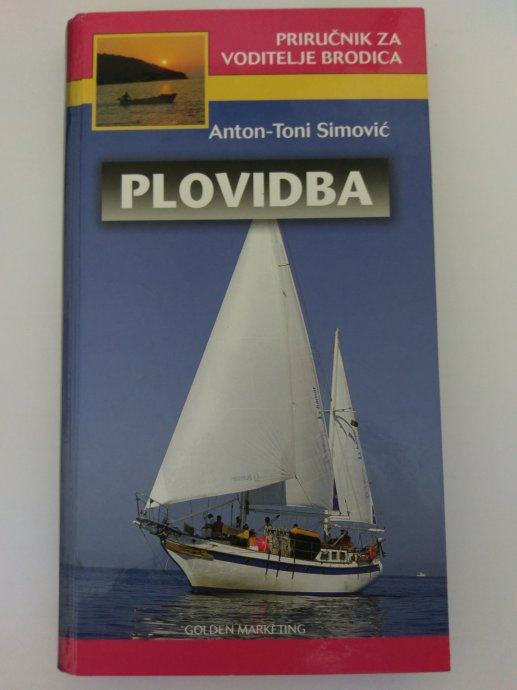 PRIRUČNIK ZA
VODITELJE BRODICA
Anton-Toni Simović
PLOVIDBA
GOLDEN MARKETING